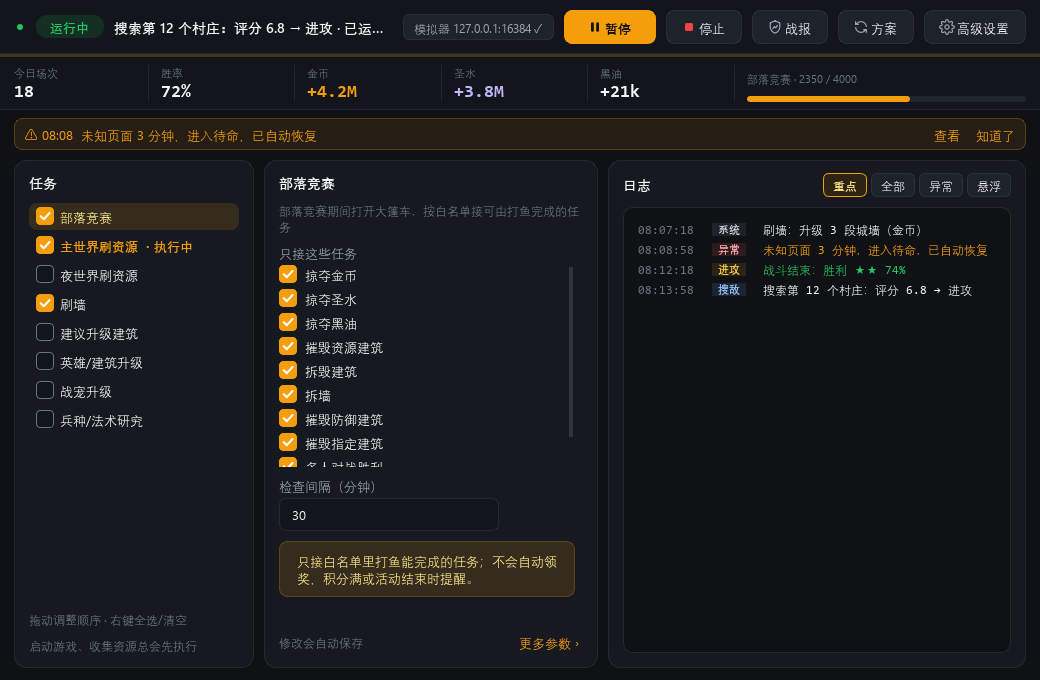 运行中
搜索第 12 个村庄：评分 6.8 → 进攻 · 已运…
模拟器 127.0.0.1:16384 ✓
暂停
停止
战报
方案
高级设置
今日场次
18
胜率
72%
金币
+4.2M
圣水
+3.8M
黑油
+21k
部落竞赛 · 2350 / 4000
08:08 未知页面 3 分钟，进入待命，已自动恢复
查看
知道了
任务
部落竞赛
主世界刷资源 · 执行中
夜世界刷资源
刷墙
建议升级建筑
英雄/建筑升级
战宠升级
兵种/法术研究
拖动调整顺序 · 右键全选/清空
启动游戏、收集资源总会先执行
部落竞赛
部落竞赛期间打开大篷车，按白名单接可由打鱼完成的任
务
只接这些任务
掠夺金币
掠夺圣水
掠夺黑油
摧毁资源建筑
拆毁建筑
拆墙
摧毁防御建筑
摧毁指定建筑
多人对战胜利
检查间隔（分钟）
30
只接白名单里打鱼能完成的任务；不会自动领
奖，积分满或活动结束时提醒。
修改会自动保存
更多参数 ›
日志
重点
全部
异常
悬浮
08:07:18 系统 刷墙：升级 3 段城墙（金币）
08:08:58 异常 未知页面 3 分钟，进入待命，已自动恢复
08:12:18 进攻 战斗结束：胜利 ★★ 74%
08:13:58 搜敌 搜索第 12 个村庄：评分 6.8 → 进攻